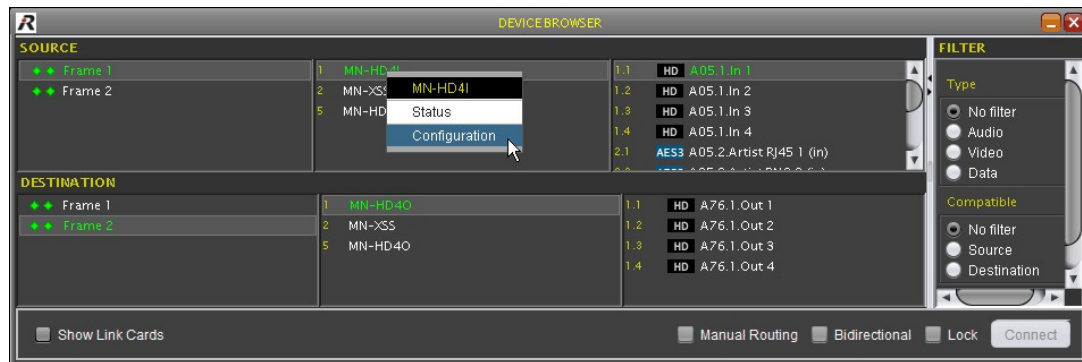 R DEVICE BROWSER
SOURCE
Frame 1
Frame 2
1 MN-HD4I
2 MN-XSS
5 MN-HD
MN-HD4I
Status
Configuration
1.1 HD A05.1.In 1
1.2 HD A05.1.In 2
1.3 HD A05.1.In 3
1.4 HD A05.1.In 4
2.1 AES3 A05.2.Artist RJ45 1 (in)
DESTINATION
Frame 1
Frame 2
1 MN-HD4O
2 MN-XSS
5 MN-HD4O
1.1 HD A76.1.Out 1
1.2 HD A76.1.Out 2
1.3 HD A76.1.Out 3
1.4 HD A76.1.Out 4
FILTER
Type
No filter
Audio
Video
Data
Compatible
No filter
Source
Destination
Show Link Cards
Manual Routing
Bidirectional
Lock
Connect